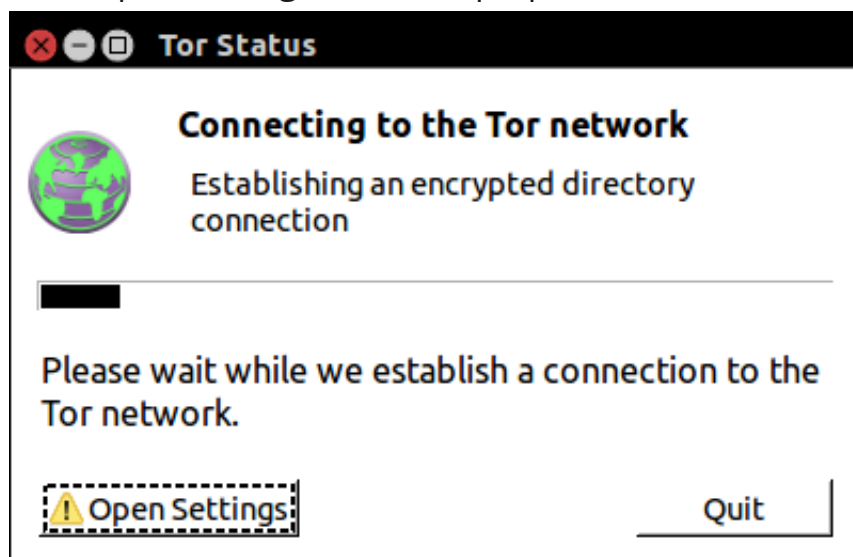 Tor Status
Connecting to the Tor network
Establishing an encrypted directory
connection
Please wait while we establish a connection to the
Tor network.
Open Settings
Quit